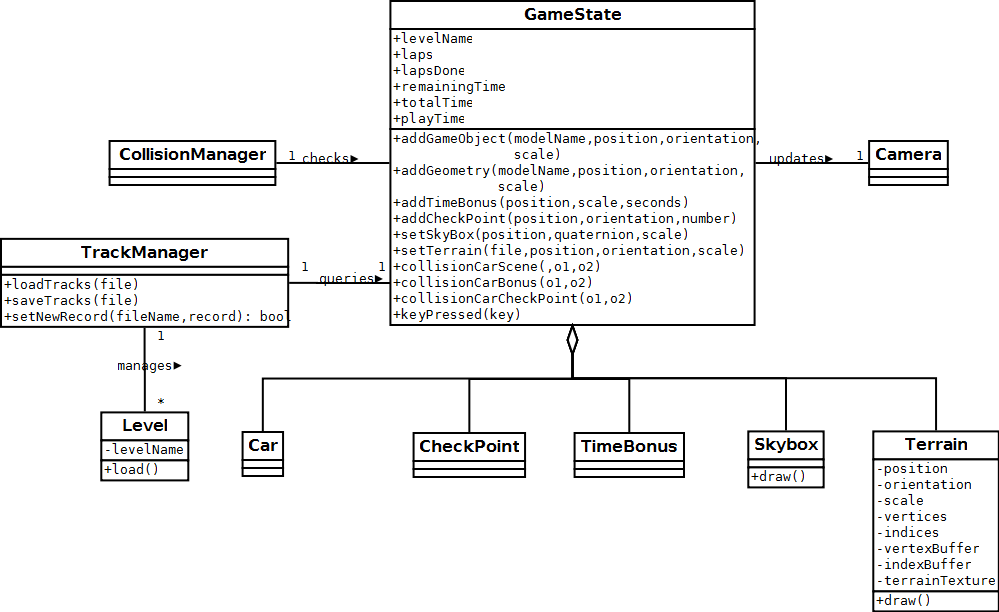 GameState
+levelName
+laps
+lapsDone
+remainingTime
+totalTime
+playTime
+addGameObject(modelName,position,orientation,
scale)
+addGeometry(modelName,position,orientation,
scale)
+addTimeBonus(position,scale,seconds)
+addCheckPoint(position,orientation,number)
+setSkyBox(position,quaternion,scale)
+setTerrain(file,position,orientation,scale)
+collisionCarScene(,o1,o2)
+collisionCarBonus(o1,o2)
+collisionCarCheckPoint(o1,o2)
+keyPressed(key)
CollisionManager
1 checks▶
updates▶ 1
Camera
TrackManager
+loadTracks(file)
+saveTracks(file)
+setNewRecord(fileName,record): bool
1 1
queries▶
1
manages▶
*
Level
-levelName
+load()
Car
CheckPoint
TimeBonus
Skybox
+draw()
Terrain
-position
-orientation
-scale
-vertices
-indices
-vertexBuffer
-indexBuffer
-terrainTexture
+draw()